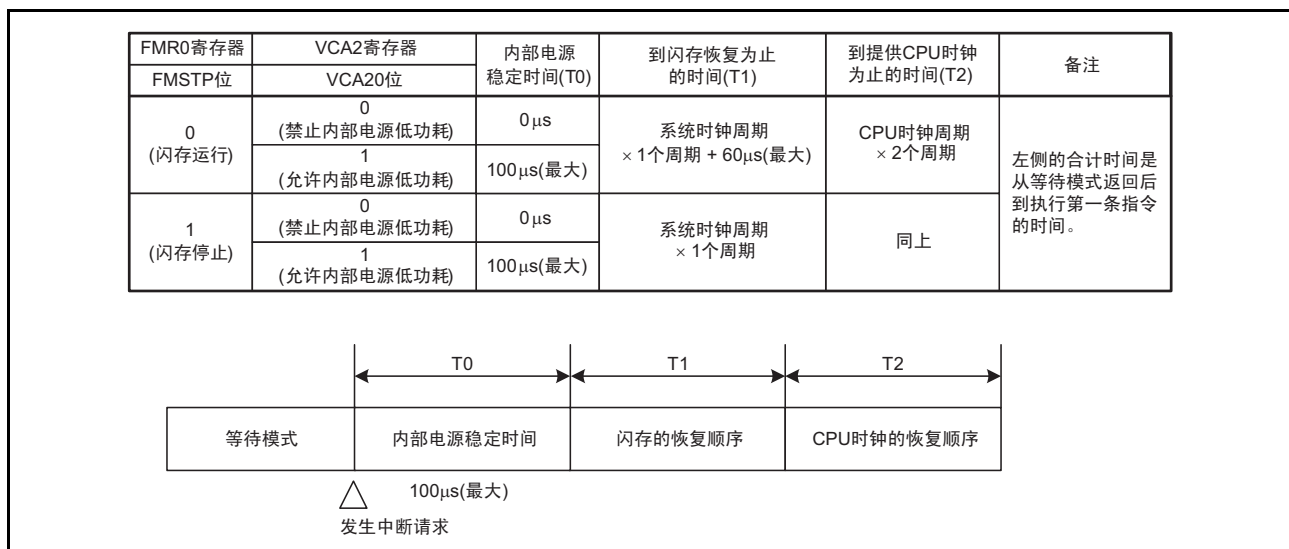 FMR0寄存器
VCA2寄存器
内部电源
稳定时间(T0)
到闪存恢复为止
的时间(T1)
到提供CPU时钟
为止的时间(T2)
备注
FMSTP位
VCA20位
0
(闪存运行)
0
(禁止内部电源低功耗)
0μs
系统时钟周期
× 1个周期 + 60μs(最大)
CPU时钟周期
× 2个周期
左侧的合计时间是
从等待模式返回后
到执行第一条指令
的时间。
1
(允许内部电源低功耗)
100μs(最大)
1
(闪存停止)
0
(禁止内部电源低功耗)
0μs
系统时钟周期
× 1个周期
同上
1
(允许内部电源低功耗)
100μs(最大)
T0
T1
T2
等待模式
内部电源稳定时间
闪存的恢复顺序
CPU时钟的恢复顺序
100μs(最大)
发生中断请求